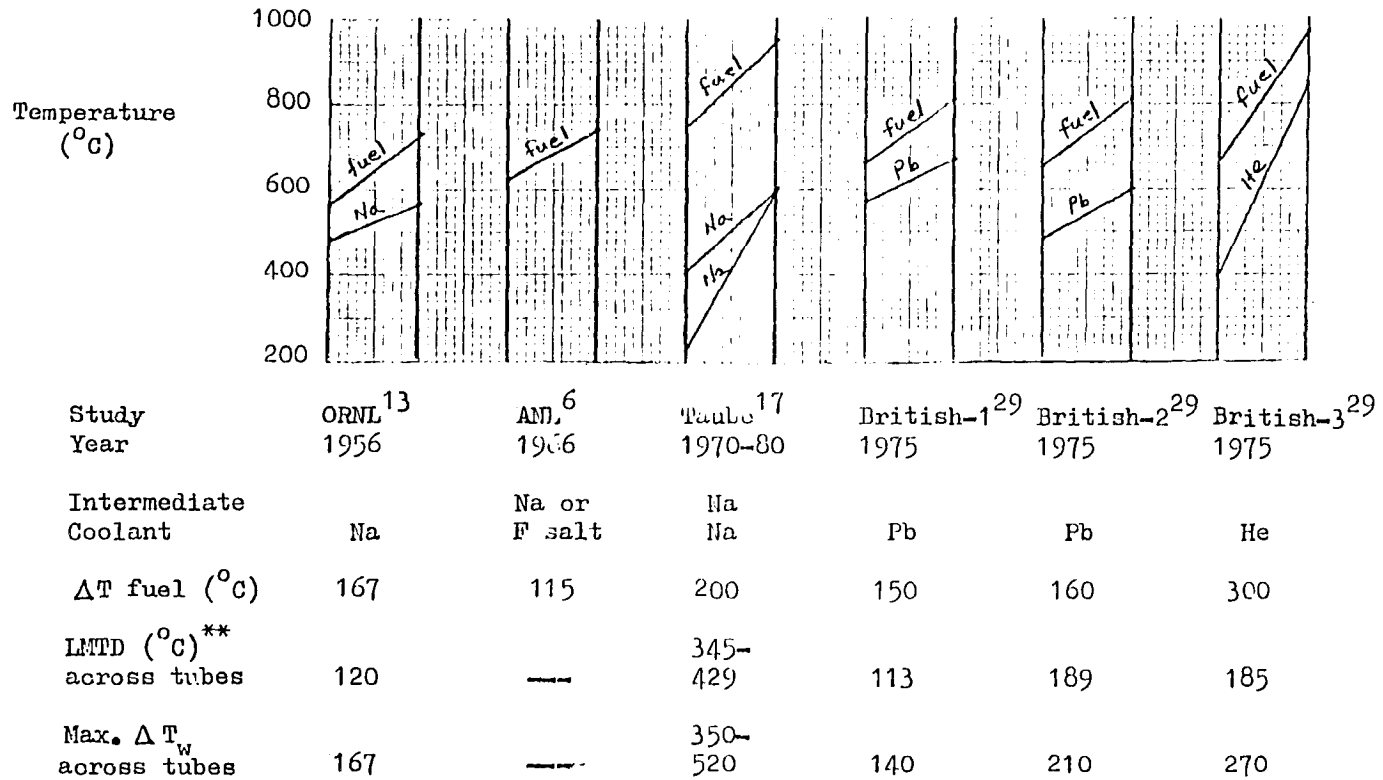 1000
800
Temperature
(°C)
600
400
200
fuel
Na
fuel
fuel
Na
Na
fuel
Pb
fuel
Pb
fuel
He
Study ORNL¹³ ANL⁶ Taube¹⁷ British-1²⁹ British-2²⁹ British-3²⁹
Year 1956 1970-80 1975 1975 1975
Intermediate Na or Na
Coolant Na F salt Na Pb Pb He
ΔT fuel (°C) 167 115 200 150 160 300
LMTD (°C)** 345-
across tubes 120 — 429 113 189 185
Max. ΔT_w 350-
across tubes 167 — 520 140 210 270